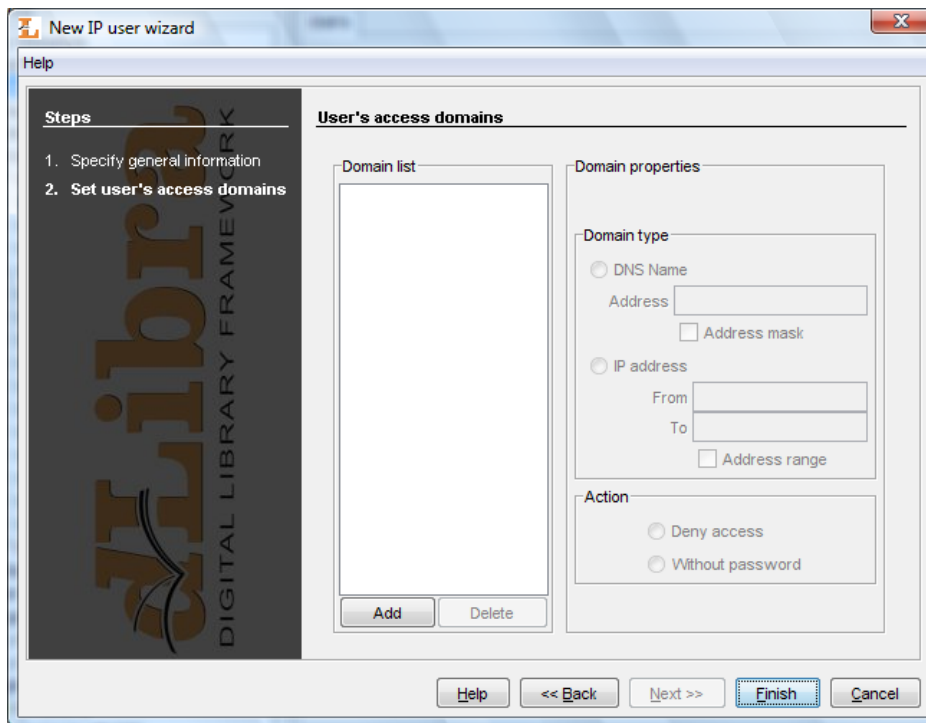 New IP user wizard
Help
Steps
1. Specify general information
2. Set user's access domains
dLibra
DIGITAL LIBRARY FRAMEWORK
User's access domains
Domain list
Add
Delete
Domain properties
Domain type
DNS Name
Address
Address mask
IP address
From
To
Address range
Action
Deny access
Without password
Help
<< Back
Next >>
Finish
Cancel